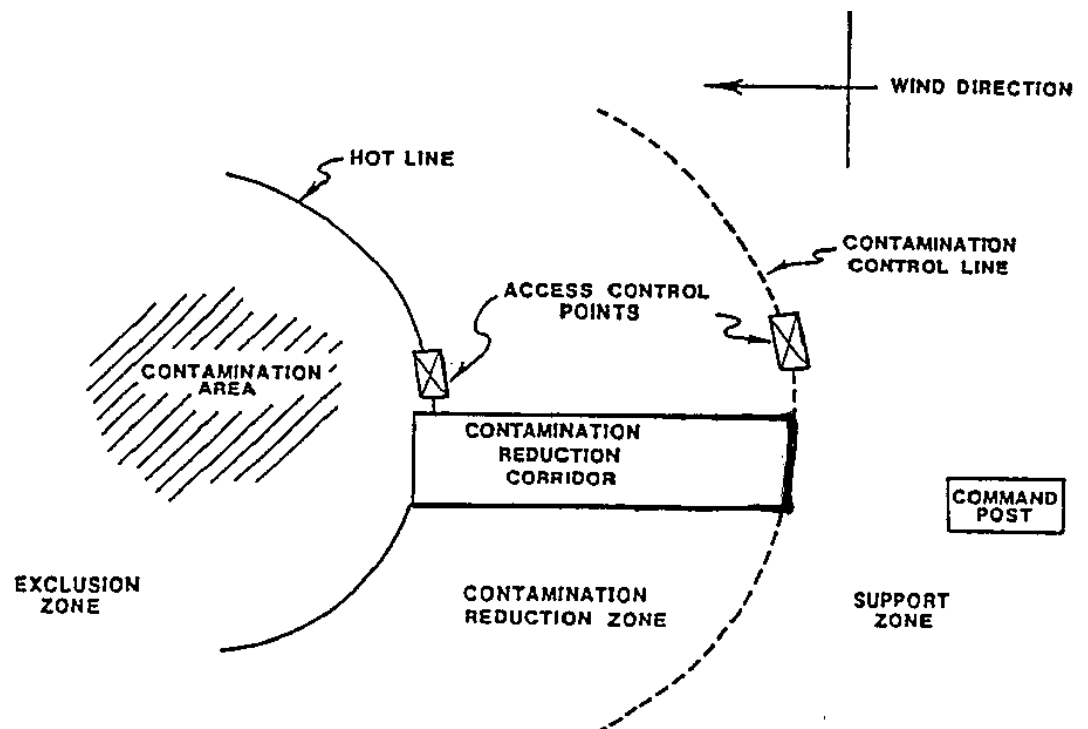 WIND DIRECTION
HOT LINE
CONTAMINATION
CONTROL LINE
ACCESS CONTROL
POINTS
CONTAMINATION
AREA
CONTAMINATION
REDUCTION
CORRIDOR
COMMAND
POST
EXCLUSION
ZONE
CONTAMINATION
REDUCTION ZONE
SUPPORT
ZONE